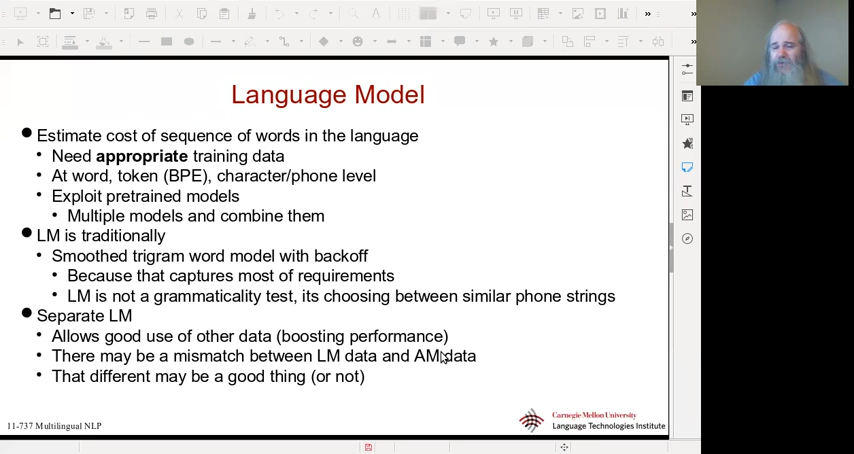 Language Model
Estimate cost of sequence of words in the language
Need appropriate training data
At word, token (BPE), character/phone level
Exploit pretrained models
Multiple models and combine them
LM is traditionally
Smoothed trigram word model with backoff
Because that captures most of requirements
LM is not a grammaticality test, its choosing between similar phone strings
Separate LM
Allows good use of other data (boosting performance)
There may be a mismatch between LM data and AM data
That different may be a good thing (or not)
11-737 Multilingual NLP
Carnegie Mellon University
Language Technologies Institute